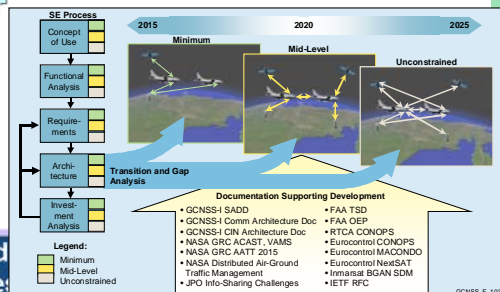 SE Process
2015
2020
2025
Concept
of Use
Minimum
Mid-Level
Unconstrained
Functional
Analysis
Require-
ments
Archi-
tecture
Transition and Gap
Analysis
Invest-
ment
Analysis
Documentation Supporting Development
• GCNSS-I SADD
• GCNSS-I Comm Architecture Doc
• GCNSS-I CIN Architecture Doc
• NASA GRC ACAST, VAMS
• NASA GRC AATT 2015
• NASA Distributed Air-Ground
Traffic Management
• JPO Info-Sharing Challenges
• FAA TSD
• FAA OEP
• RTCA CONOPS
• Eurocontrol CONOPS
• Eurocontrol MACONDO
• Eurocontrol NextSAT
• Inmarsat BGAN SDM
• IETF RFC
Legend:
Minimum
Mid-Level
Unconstrained